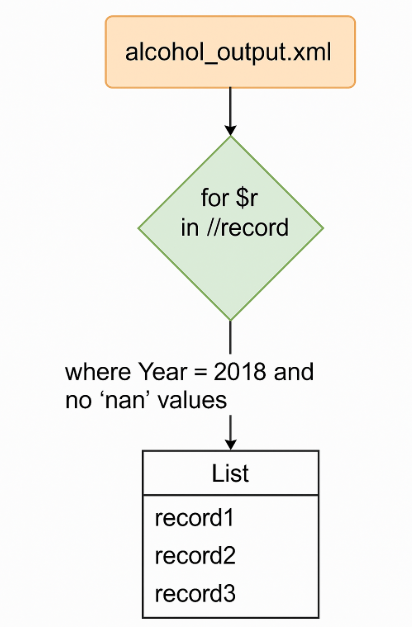 alcohol_output.xml
for $r
in //record
where Year = 2018 and
no ‘nan’ values
List
record1
record2
record3